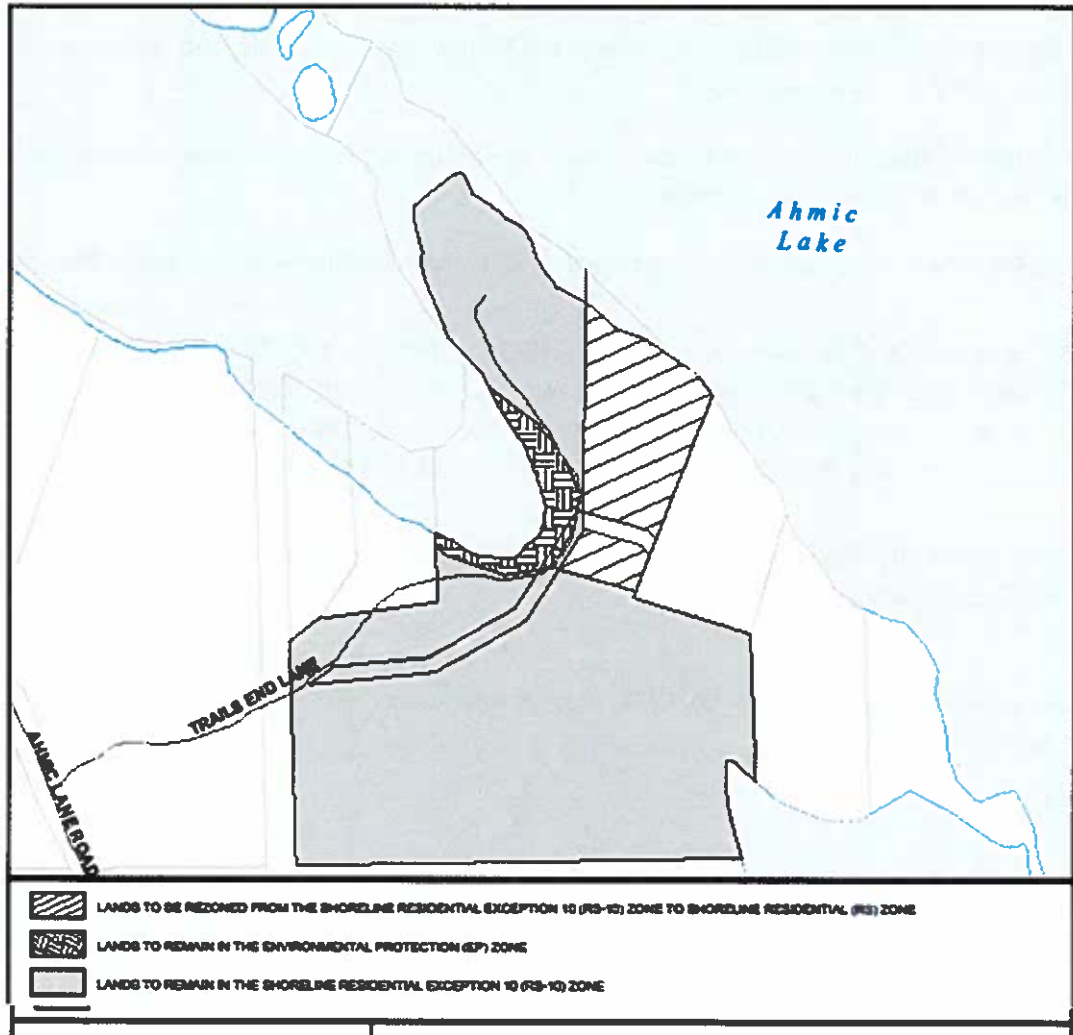 Ahmic
Lake
TRAILS END LANE
AHMIC LANE ROAD
LANDS TO BE REZONED FROM THE SHORELINE RESIDENTIAL EXCEPTION 10 (RS-10) ZONE TO SHORELINE RESIDENTIAL (RS) ZONE
LANDS TO REMAIN IN THE ENVIRONMENTAL PROTECTION (EP) ZONE
LANDS TO REMAIN IN THE SHORELINE RESIDENTIAL EXCEPTION 10 (RS-10) ZONE